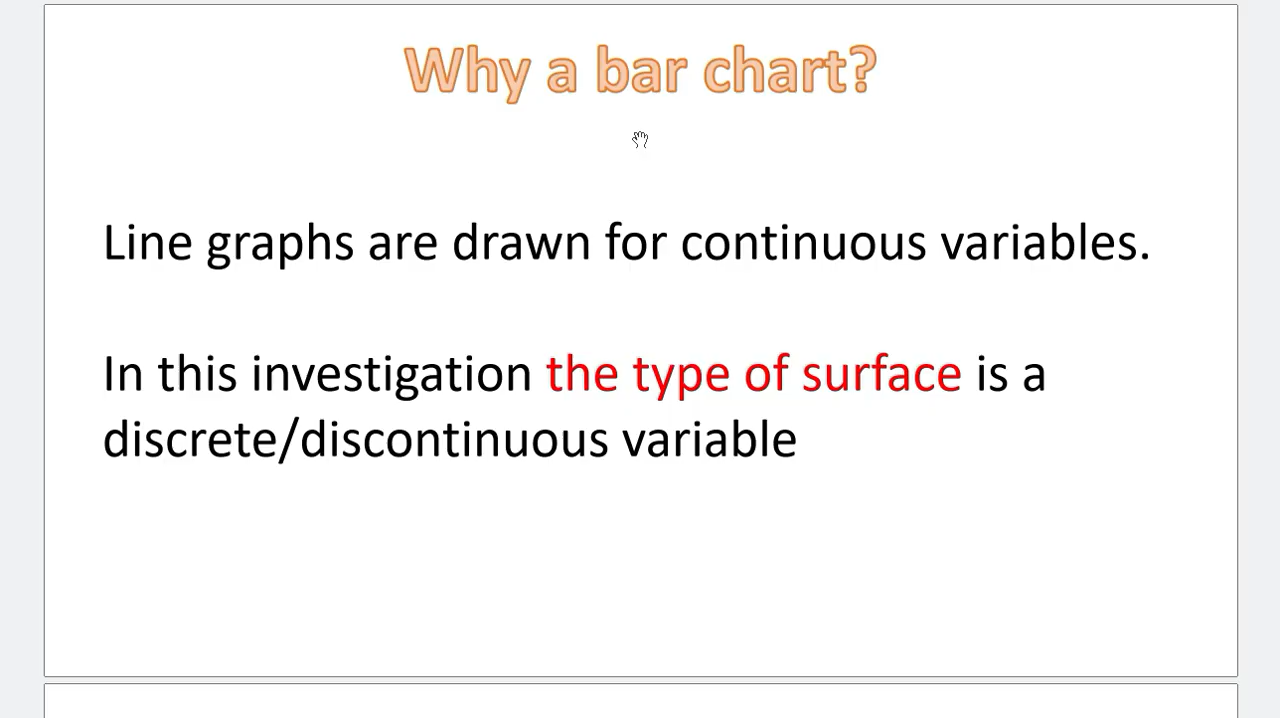 Why a bar chart?
Line graphs are drawn for continuous variables.
In this investigation the type of surface is a
discrete/discontinuous variable